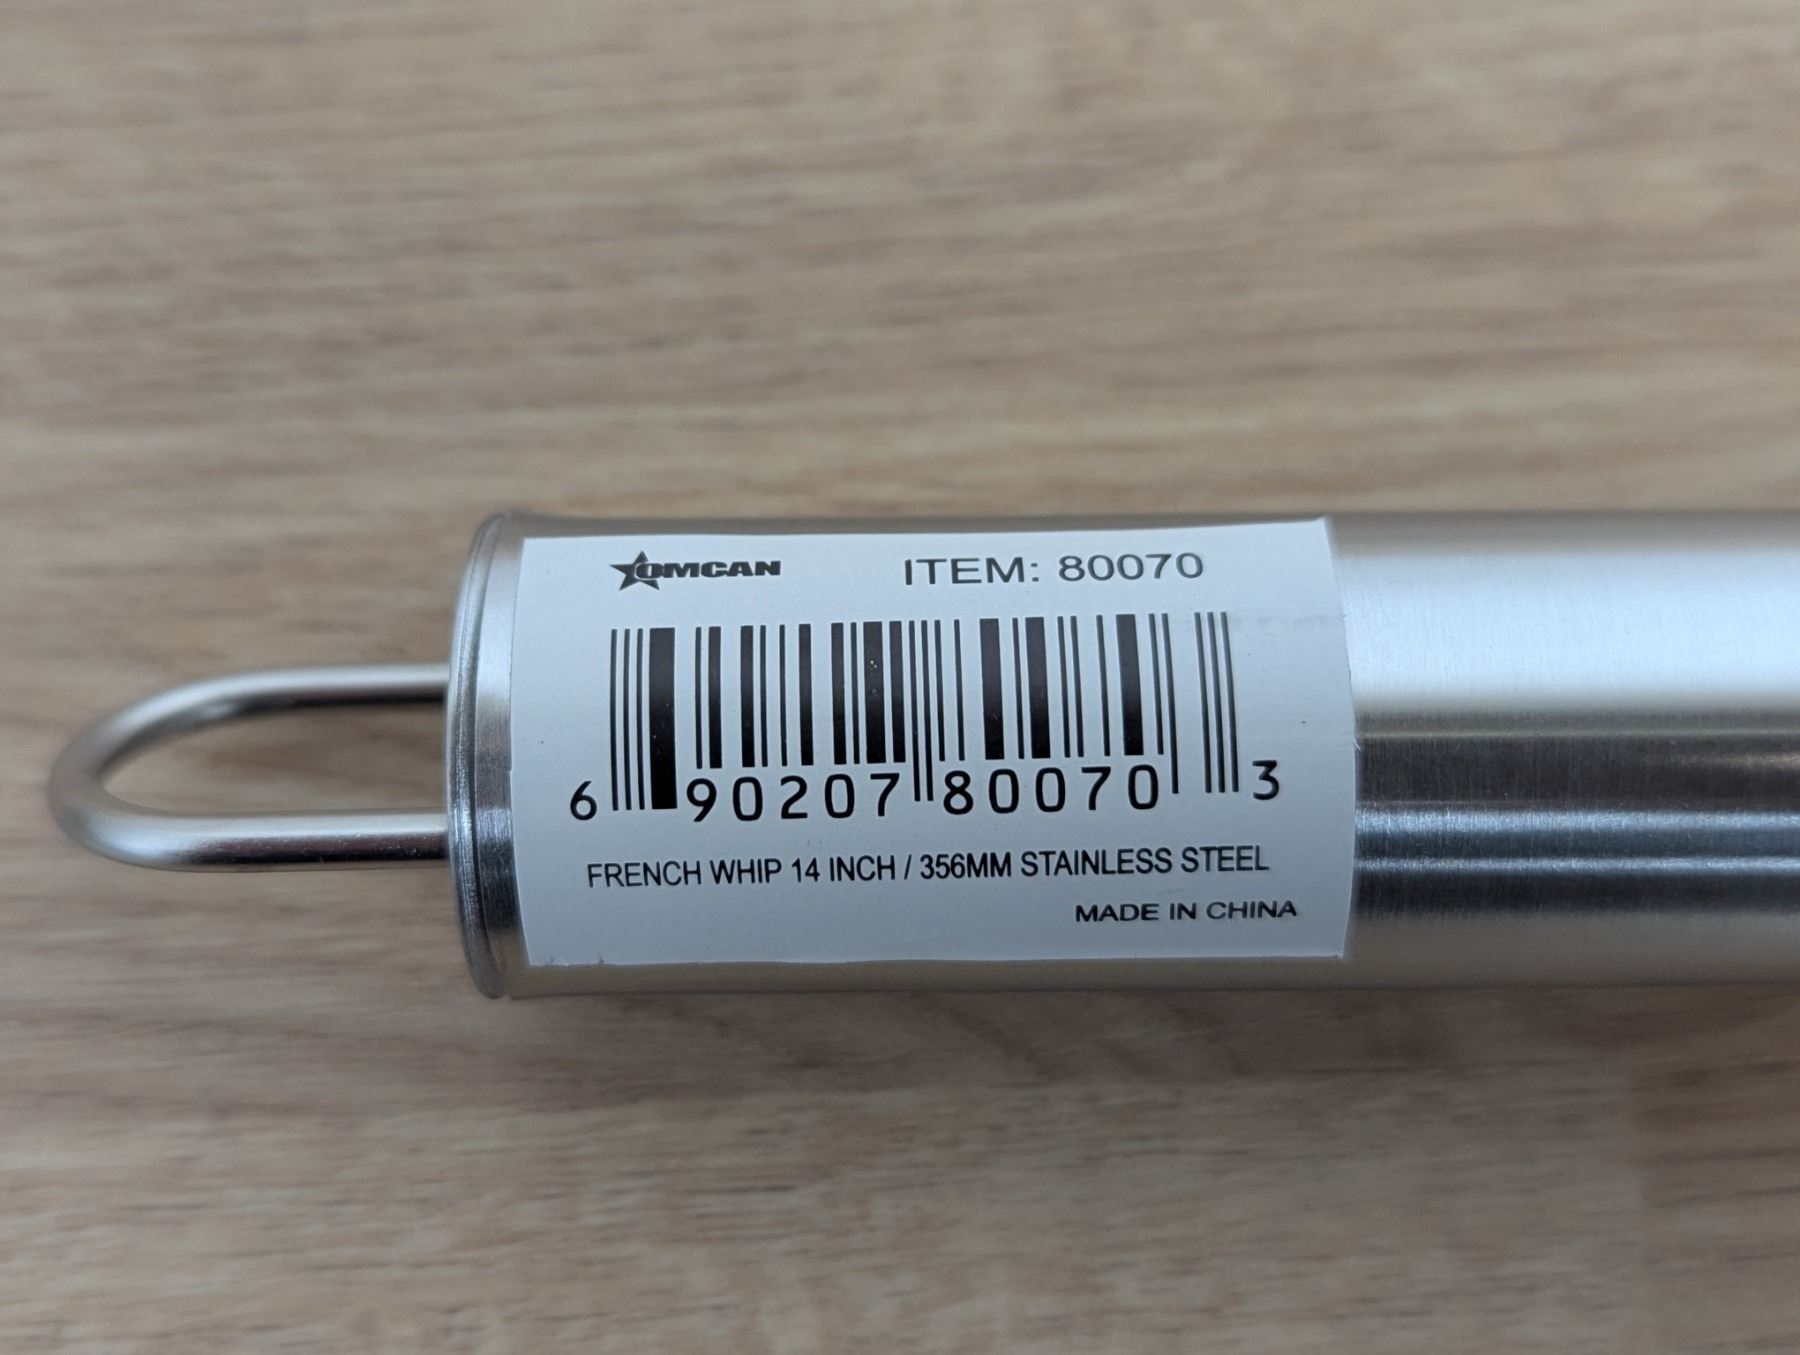 OMCAN ITEM: 80070
6 90207 80070 3
FRENCH WHIP 14 INCH / 356MM STAINLESS STEEL
MADE IN CHINA